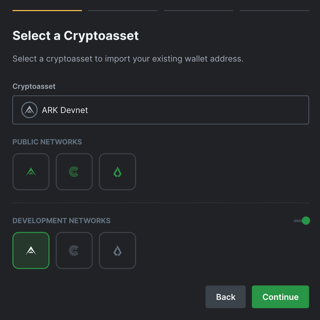 Select a Cryptoasset
Select a cryptoasset to import your existing wallet address.
Cryptoasset
ARK Devnet
PUBLIC NETWORKS
DEVELOPMENT NETWORKS
Back
Continue